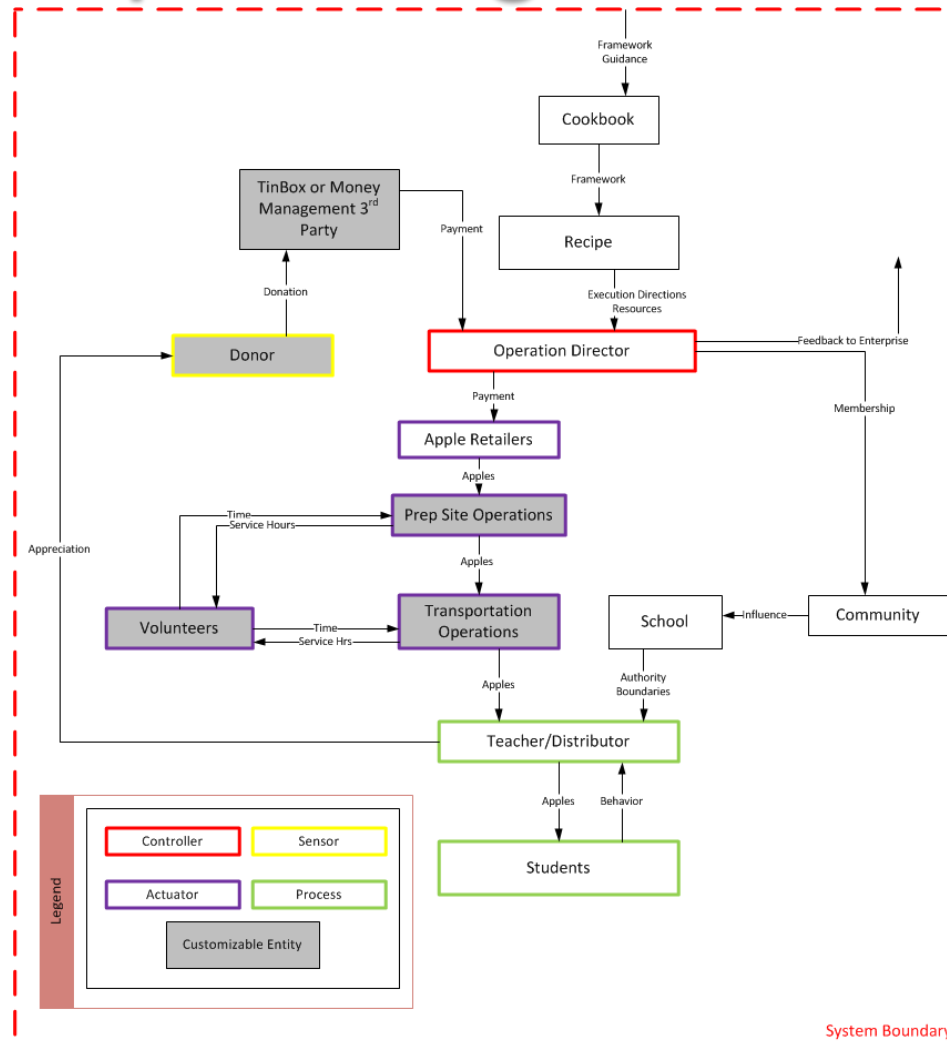 Framework
Guidance
Cookbook
Framework
TinBox or Money
Management 3rd
Party
Payment
Recipe
Donation
Execution Directions
Resources
Donor
Operation Director
Feedback to Enterprise
Payment
Membership
Apple Retailers
Apples
Time
Service Hours
Prep Site Operations
Appreciation
Apples
Volunteers
Time
Service Hrs
Transportation
Operations
School
Influence
Community
Apples
Authority
Boundaries
Teacher/Distributor
Apples
Behavior
Students
Legend
Controller
Sensor
Actuator
Process
Customizable Entity
System Boundary